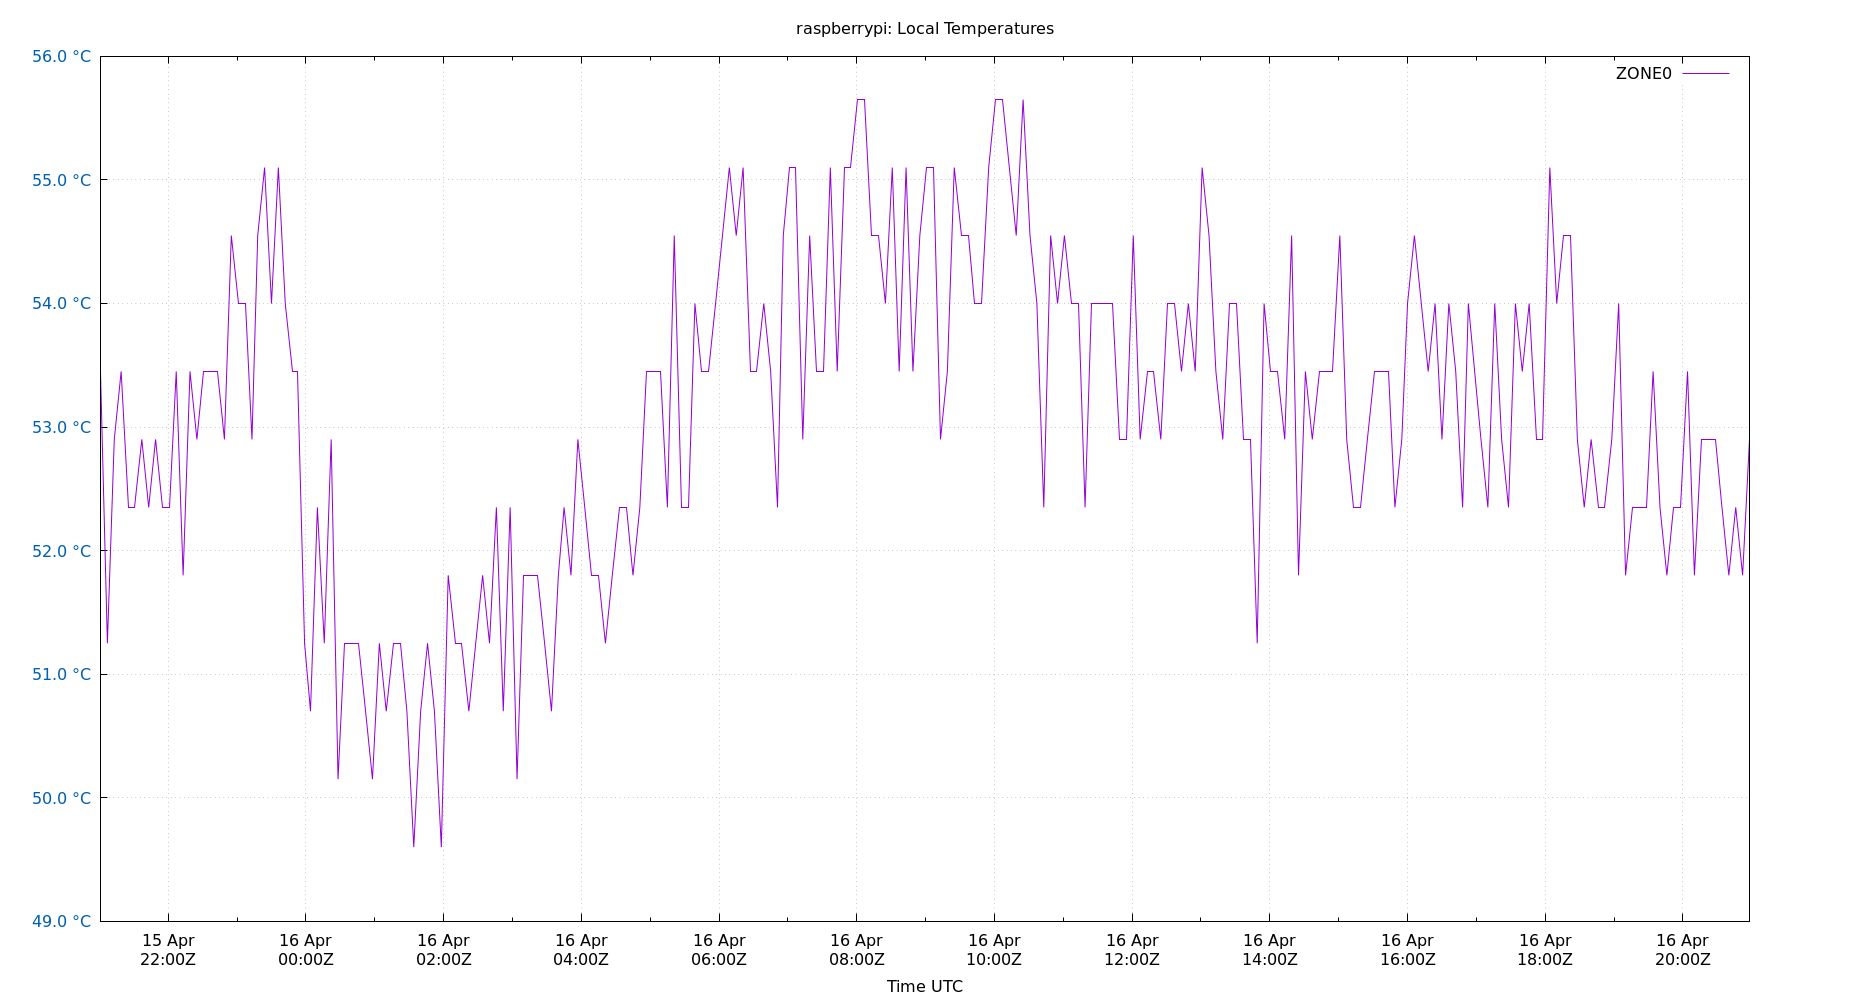 raspberrypi: Local Temperatures
ZONE0
56.0 °C
55.0 °C
54.0 °C
53.0 °C
52.0 °C
51.0 °C
50.0 °C
49.0 °C
15 Apr 16 Apr 16 Apr 16 Apr 16 Apr 16 Apr 16 Apr 16 Apr 16 Apr 16 Apr 16 Apr 16 Apr
22:00Z 00:00Z 02:00Z 04:00Z 06:00Z 08:00Z 10:00Z 12:00Z 14:00Z 16:00Z 18:00Z 20:00Z
Time UTC